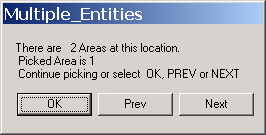 Multiple_Entities
There are 2 Areas at this location.
Picked Area is 1
Continue picking or select OK, PREV or NEXT
OK Prev Next